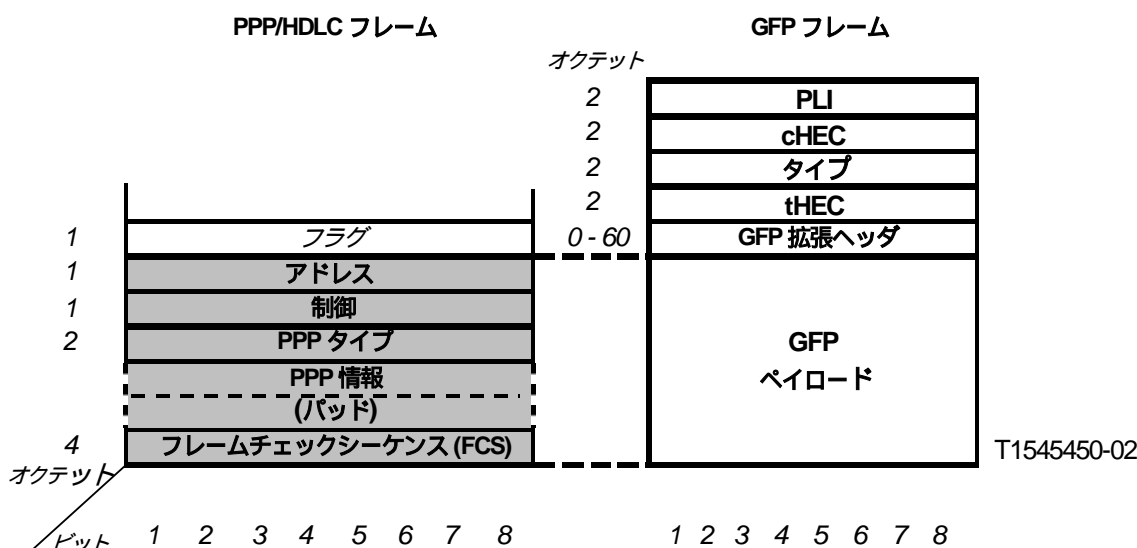 PPP/HDLC フレーム
GFP フレーム
オクテット
2 PLI
2 cHEC
2 タイプ
2 tHEC
1 フラグ 0 - 60 GFP 拡張ヘッダ
1 アドレス
1 制御
2 PPP タイプ
GFP
PPP 情報
ペイロード
(パッド)
4 フレームチェックシーケンス (FCS)
T1545450-02
オクテット
ビット 1 2 3 4 5 6 7 8 1 2 3 4 5 6 7 8